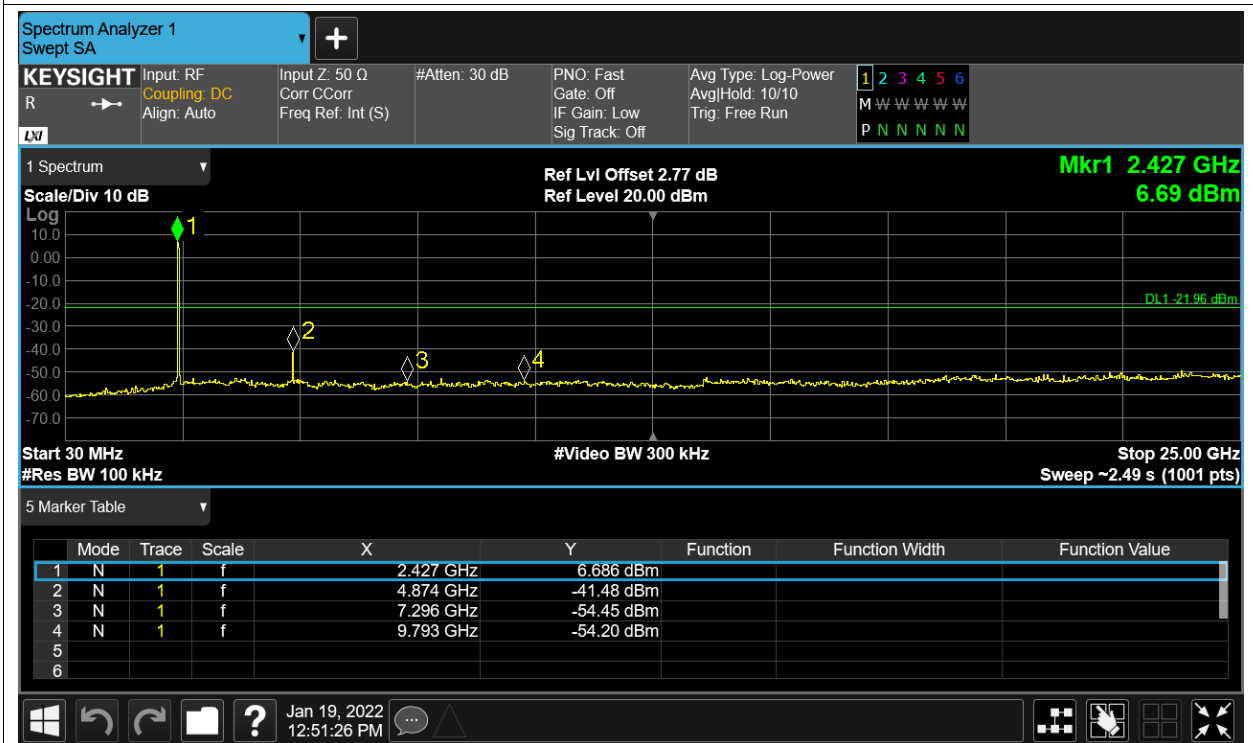 Spectrum Analyzer 1
Swept SA
+
KEYSIGHT Input: RF Input Z: 50 Ω #Atten: 30 dB PNO: Fast Avg Type: Log-Power 1 2 3 4 5 6
R Coupling: DC Corr CCorr Gate: Off Avg|Hold: 10/10 M W W W W W
Align: Auto Freq Ref: Int (S) IF Gain: Low Trig: Free Run
LXI Sig Track: Off P N N N N N
1 Spectrum Ref Lvl Offset 2.77 dB Mkr1 2.427 GHz
Scale/Div 10 dB Ref Level 20.00 dBm 6.69 dBm
Log
1
10.0
0.00
-10.0
-20.0 DL1 -21.96 dBm
-30.0
2
-40.0
3 4
-50.0
-60.0
-70.0
Start 30 MHz #Video BW 300 kHz Stop 25.00 GHz
#Res BW 100 kHz Sweep ~2.49 s (1001 pts)
5 Marker Table
Mode Trace Scale X Y Function Function Width Function Value
1 N 1 f 2.427 GHz 6.686 dBm
2 N 1 f 4.874 GHz -41.48 dBm
3 N 1 f 7.296 GHz -54.45 dBm
4 N 1 f 9.793 GHz -54.20 dBm
5
6
? Jan 19, 2022
12:51:26 PM